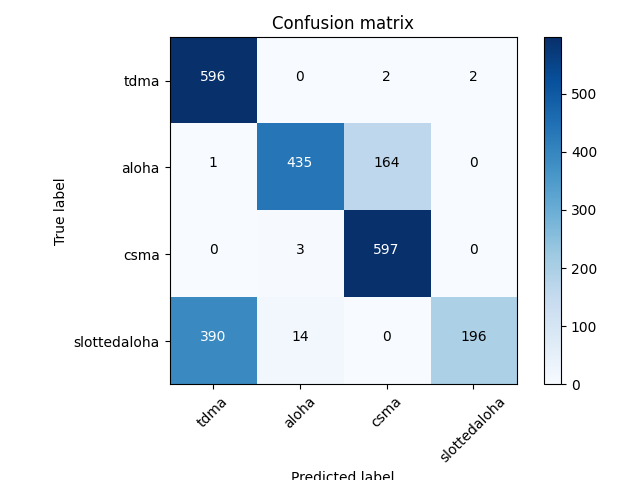 Confusion matrix
True label
tdma 596 0 2 2
aloha 1 435 164 0
csma 0 3 597 0
slottedaloha 390 14 0 196
tdma aloha csma slottedaloha
Predicted label
500
400
300
200
100
0